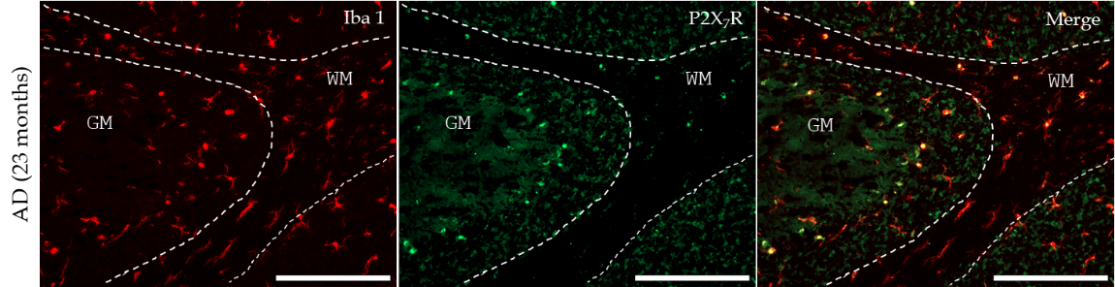 AD (23 months)
Iba 1
WM
GM
P2X₇R
WM
GM
Merge
WM
GM